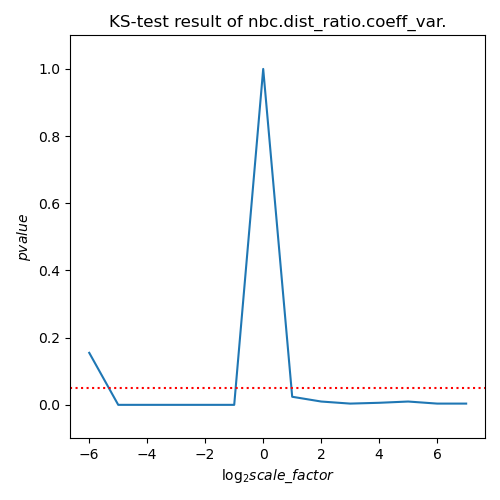 KS-test result of nbc.dist_ratio.coeff_var.
1.0
0.8
0.6
0.4
0.2
0.0
pvalue
−6 −4 −2 0 2 4 6
log₂scale_factor